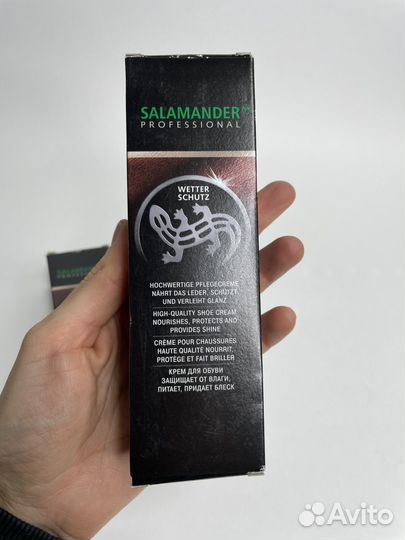 SALAMANDER
PROFESSIONAL
WETTER
SCHUTZ
HOCHWERTIGE PFLEGECREME
NÄHRT DAS LEDER, SCHÜTZT
UND VERLEIHT GLANZ
HIGH-QUALITY SHOE CREAM
NOURISHES, PROTECTS AND
PROVIDES SHINE
CRÈME POUR CHAUSSURES
HAUTE QUALITÉ NOURRIT,
PROTÈGE ET FAIT BRILLER
КРЕМ ДЛЯ ОБУВИ
ЗАЩИЩАЕТ ОТ ВЛАГИ,
ПИТАЕТ, ПРИДАЕТ БЛЕСК
SALAM
PROFES
Avito